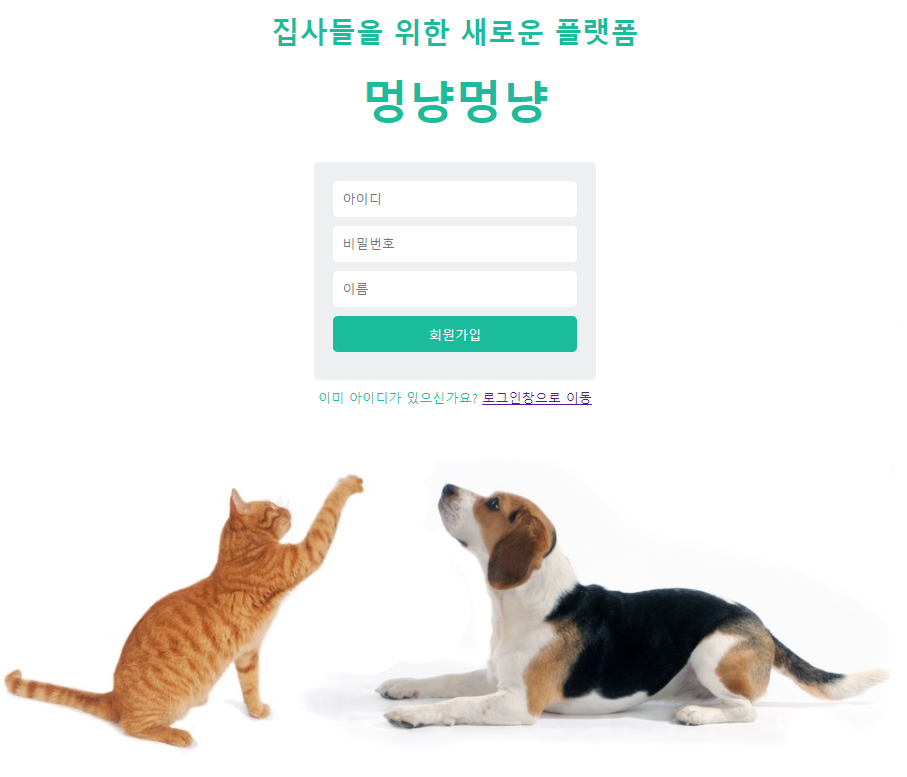 집사들을 위한 새로운 플랫폼
멍냥멍냥
아이디
비밀번호
이름
회원가입
이미 아이디가 있으신가요? 로그인창으로 이동